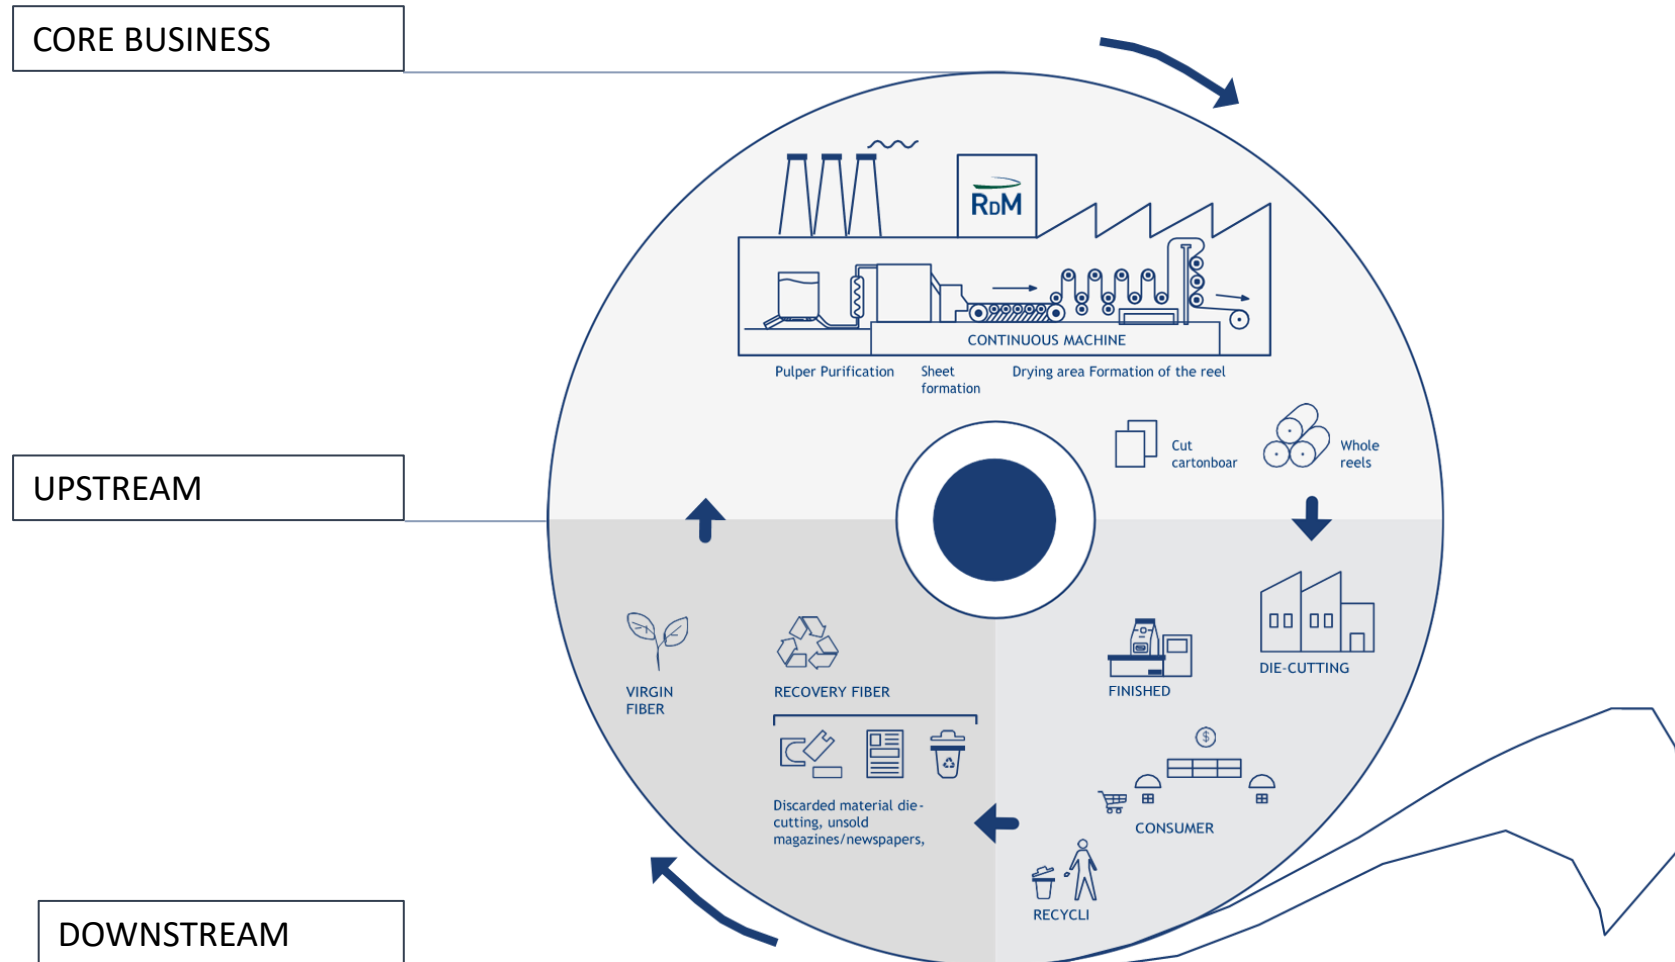 CORE BUSINESS
RDM
CONTINUOUS MACHINE
Pulper Purification
Sheet
formation
Drying area Formation of the reel
Cut
cartonboar
Whole
reels
UPSTREAM
VIRGIN
FIBER
RECOVERY FIBER
FINISHED
DIE-CUTTING
$
Discarded material die-
cutting, unsold
magazines/newspapers,
CONSUMER
RECYCLI
DOWNSTREAM